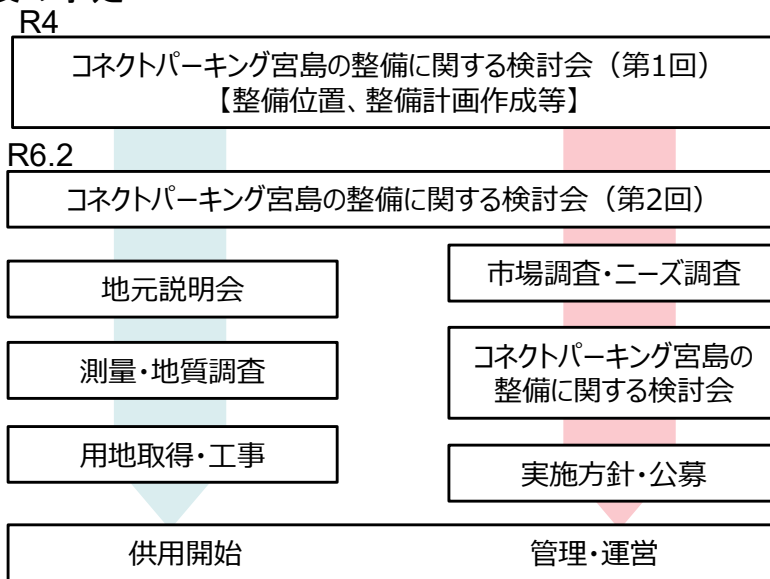 R4
コネクトパーキング宮島の整備に関する検討会（第1回）
【整備位置、整備計画作成等】
R6.2
コネクトパーキング宮島の整備に関する検討会（第2回）
地元説明会
測量・地質調査
用地取得・工事
市場調査・ニーズ調査
コネクトパーキング宮島の
整備に関する検討会
実施方針・公募
供用開始
管理・運営